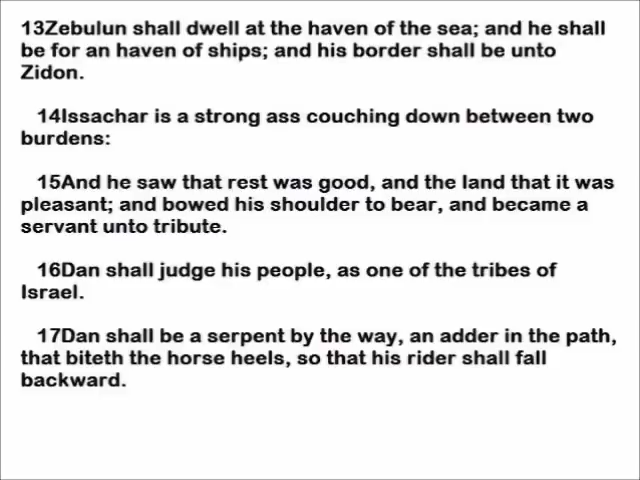 13Zebulun shall dwell at the haven of the sea; and he shall
be for an haven of ships; and his border shall be unto
Zidon.
14Issachar is a strong ass couching down between two
burdens:
15And he saw that rest was good, and the land that it was
pleasant; and bowed his shoulder to bear, and became a
servant unto tribute.
16Dan shall judge his people, as one of the tribes of
Israel.
17Dan shall be a serpent by the way, an adder in the path,
that biteth the horse heels, so that his rider shall fall
backward.